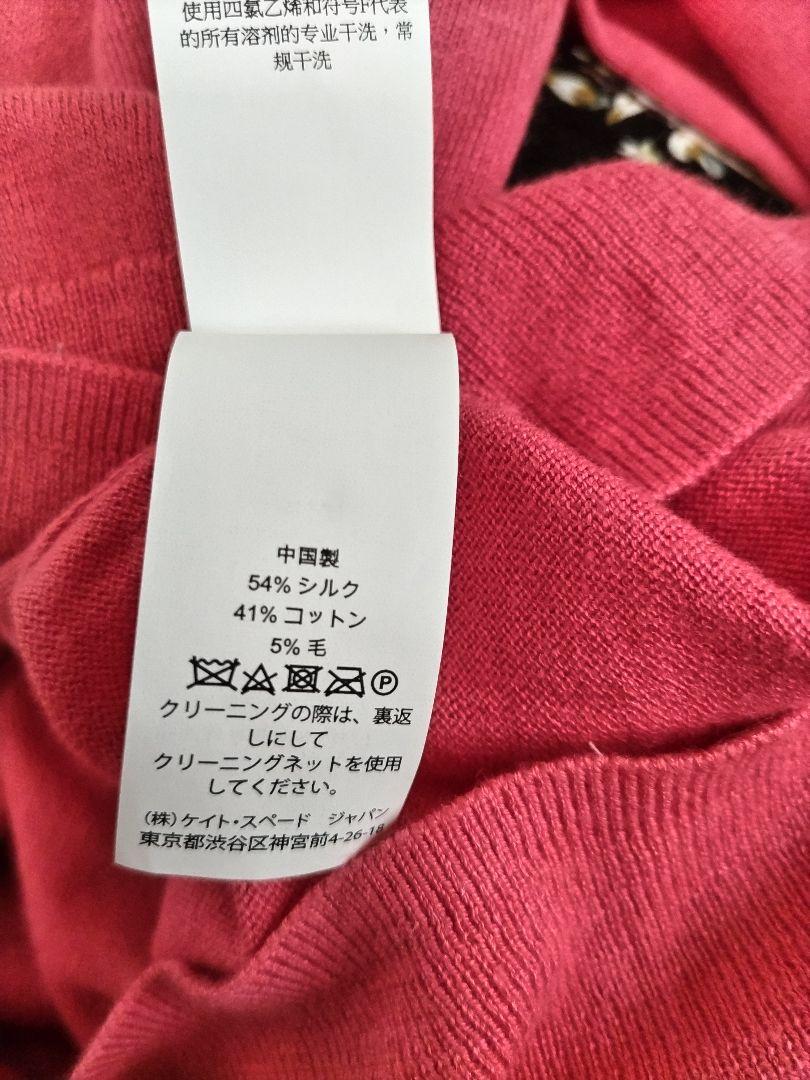 使用四氯乙烯和符号F代表
的所有溶剂的专业干洗，常
规干洗
中国製
54% シルク
41% コットン
5% 毛
P
クリーニングの際は、裏返
しにして
クリーニングネットを使用
してください。
（株）ケイト・スペード　ジャパン
東京都渋谷区神宮前4-26-18